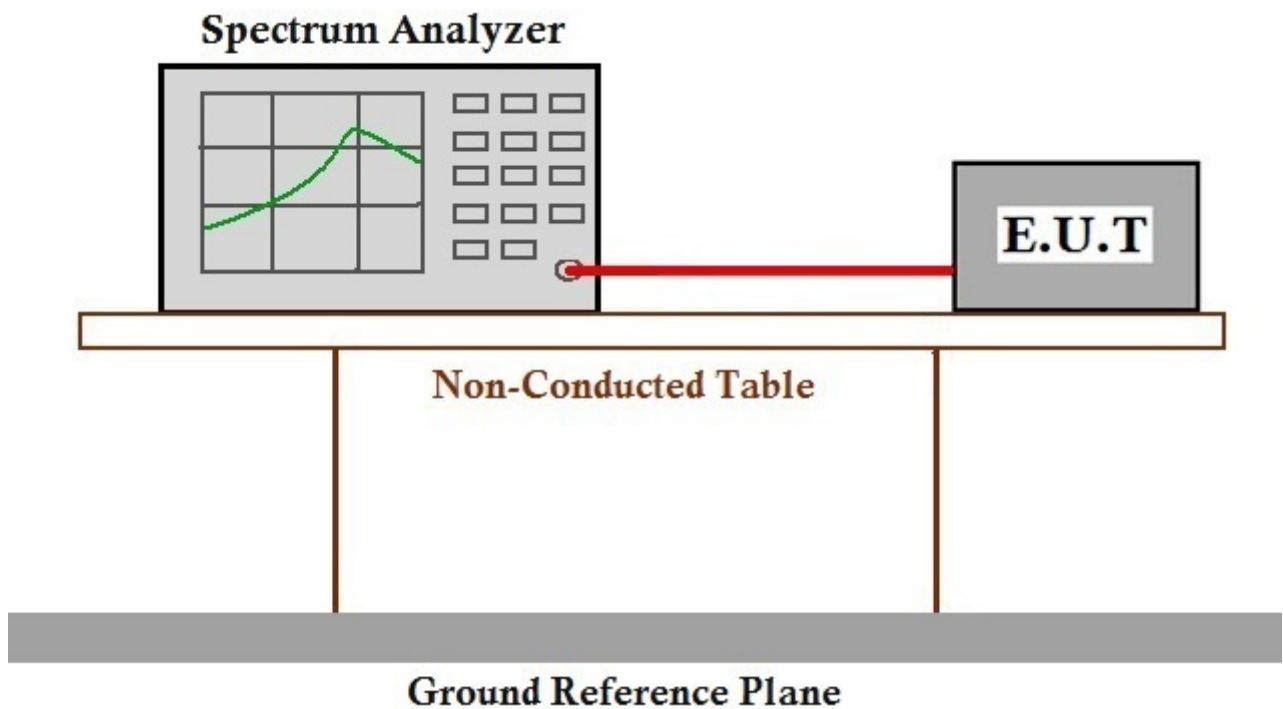 Spectrum Analyzer
E.U.T
Non-Conducted Table
Ground Reference Plane